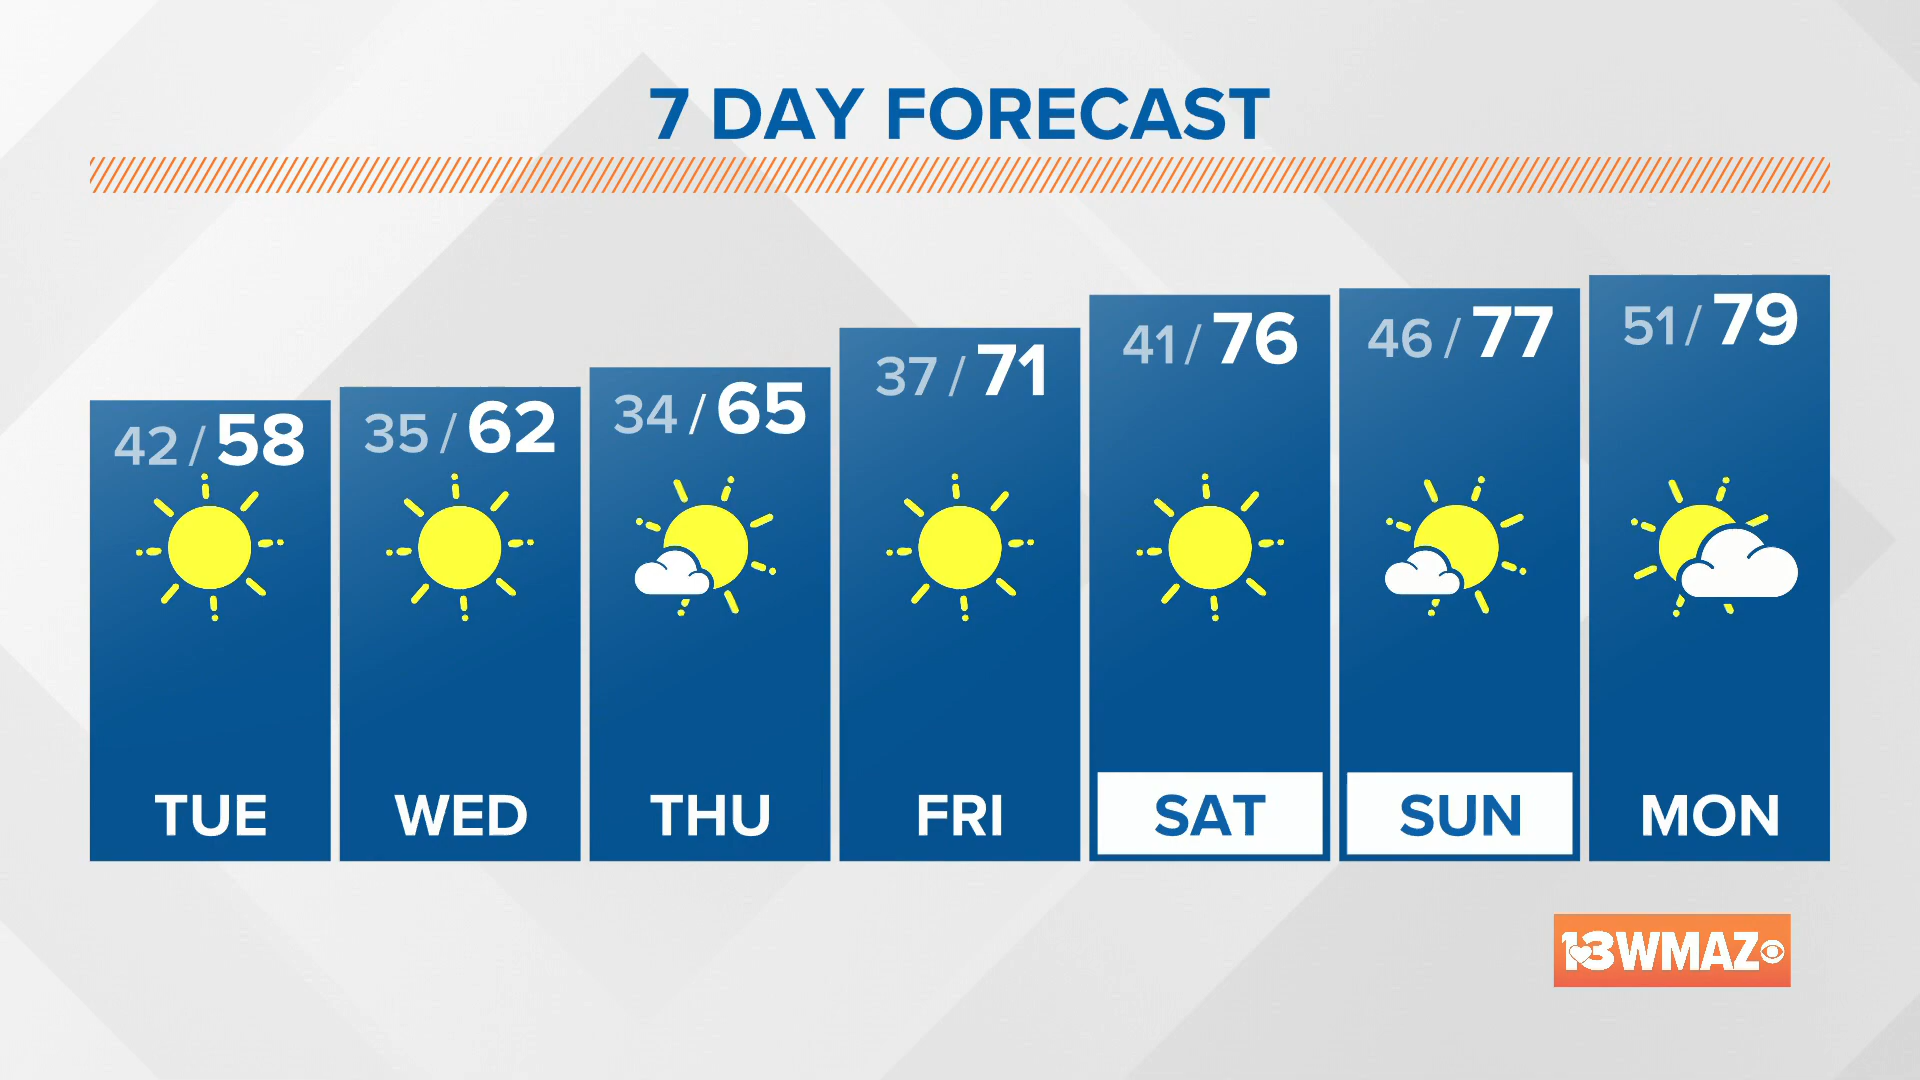 7 DAY FORECAST
42 / 58
35 / 62
34 / 65
37 / 71
41 / 76
46 / 77
51 / 79
TUE
WED
THU
FRI
SAT
SUN
MON
13WMAZ